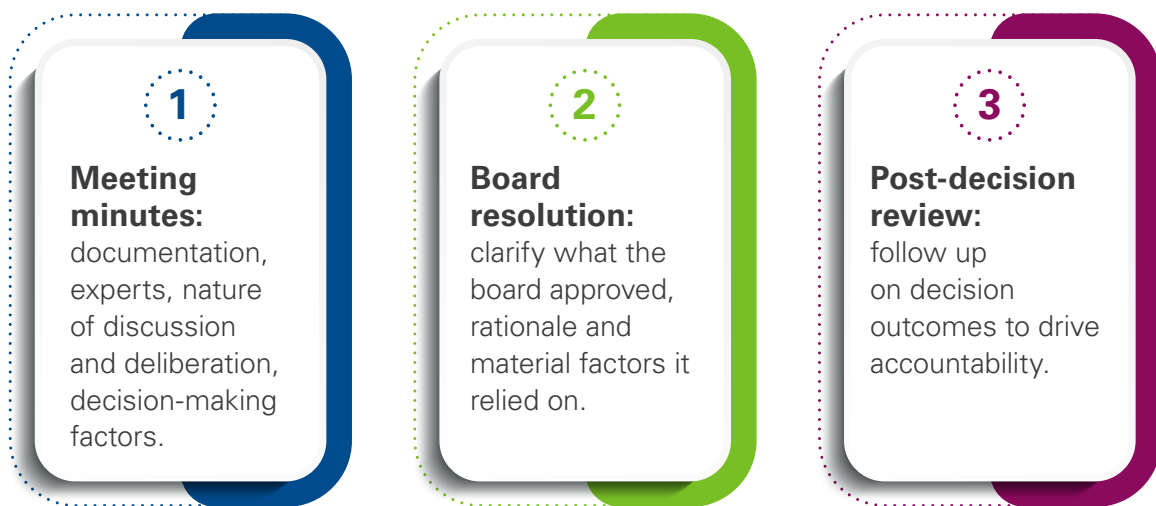 1
Meeting
minutes:
documentation,
experts, nature
of discussion
and deliberation,
decision-making
factors.
2
Board
resolution:
clarify what the
board approved,
rationale and
material factors it
relied on.
3
Post-decision
review:
follow up
on decision
outcomes to drive
accountability.